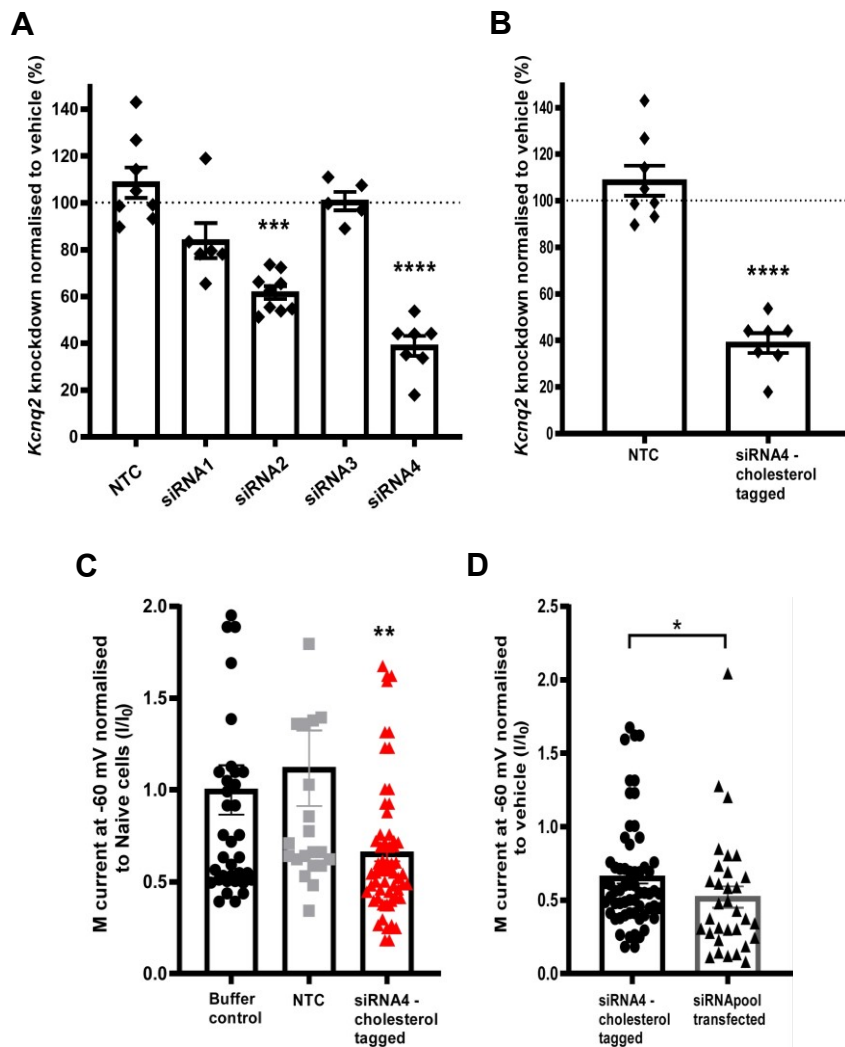 A
Kcnq2 knockdown normalised to vehicle (%)
140
120
100
80
60
40
20
0
***
****
NTC
siRNA1
siRNA2
siRNA3
siRNA4
B
Kcnq2 knockdown normalised to vehicle (%)
140
120
100
80
60
40
20
0
****
NTC
siRNA4 -
cholesterol
tagged
C
M current at -60 mV normalised
to Naive cells (I/I0)
2.0
1.5
1.0
0.5
0.0
**
Buffer
control
NTC
siRNA4 -
cholesterol
tagged
D
M current at -60 mV normalised
to vehicle (I/I0)
2.5
2.0
1.5
1.0
0.5
0.0
*
siRNA4 -
cholesterol
tagged
siRNApool
transfected